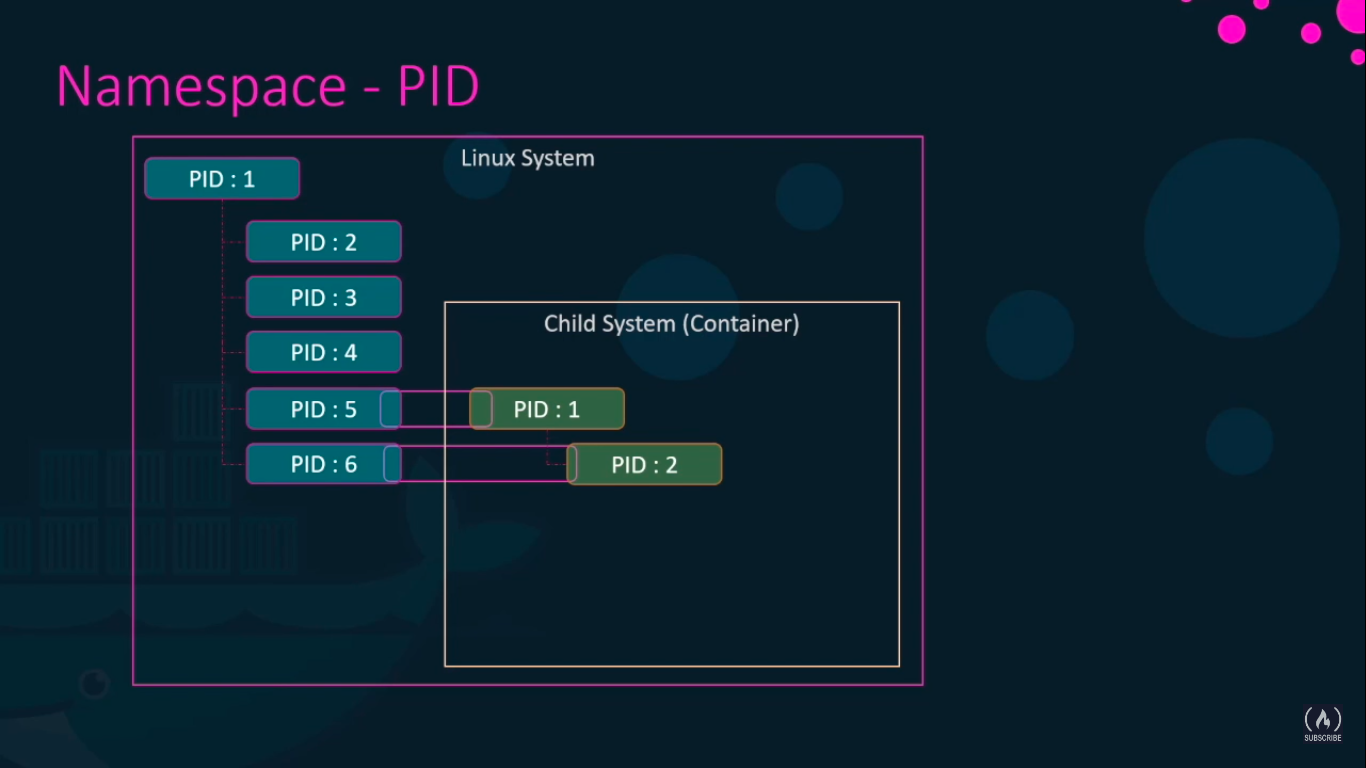 Namespace - PID
Linux System
PID : 1
PID : 2
PID : 3
Child System (Container)
PID : 4
PID : 5
PID : 1
PID : 6
PID : 2
SUBSCRIBE